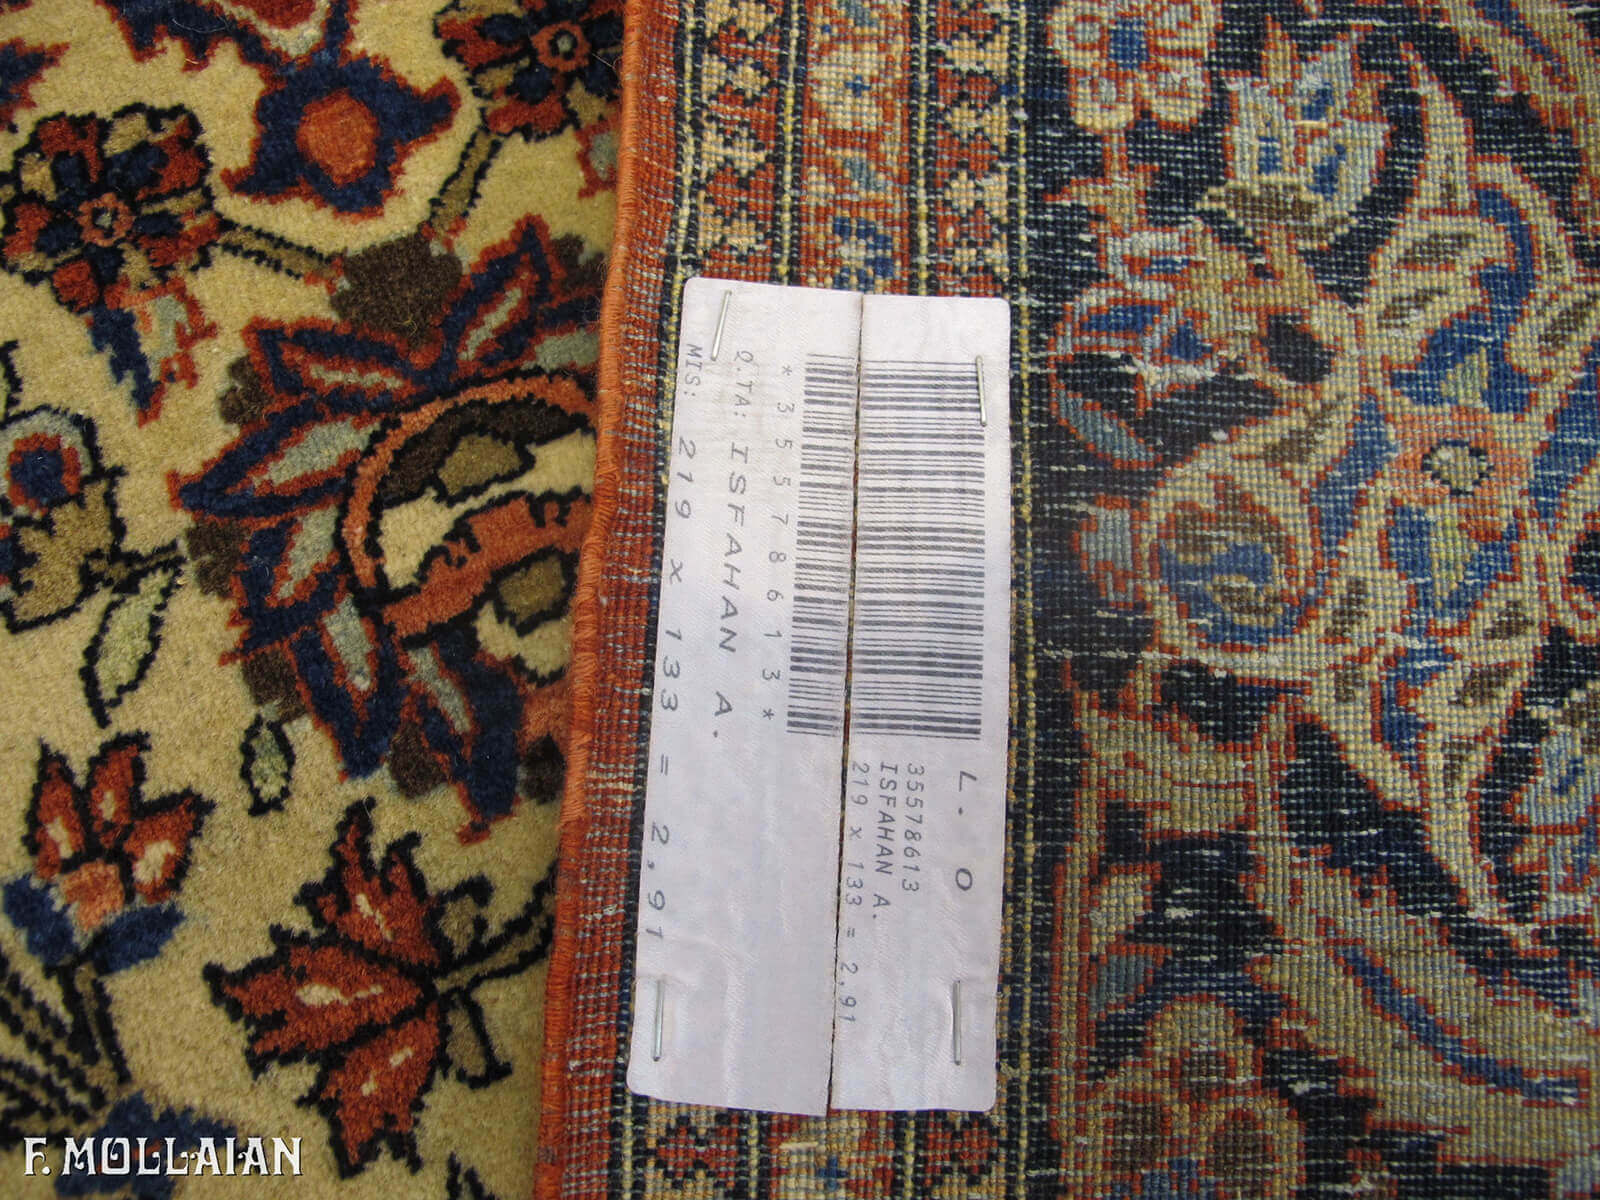 L. O
35578613
ISFAHAN A.
219 x 133 = 2,91
*35578613*
Q.TA: ISFAHAN A.
MIS: 219 x 133 = 2,91
F. MOLLAIAN